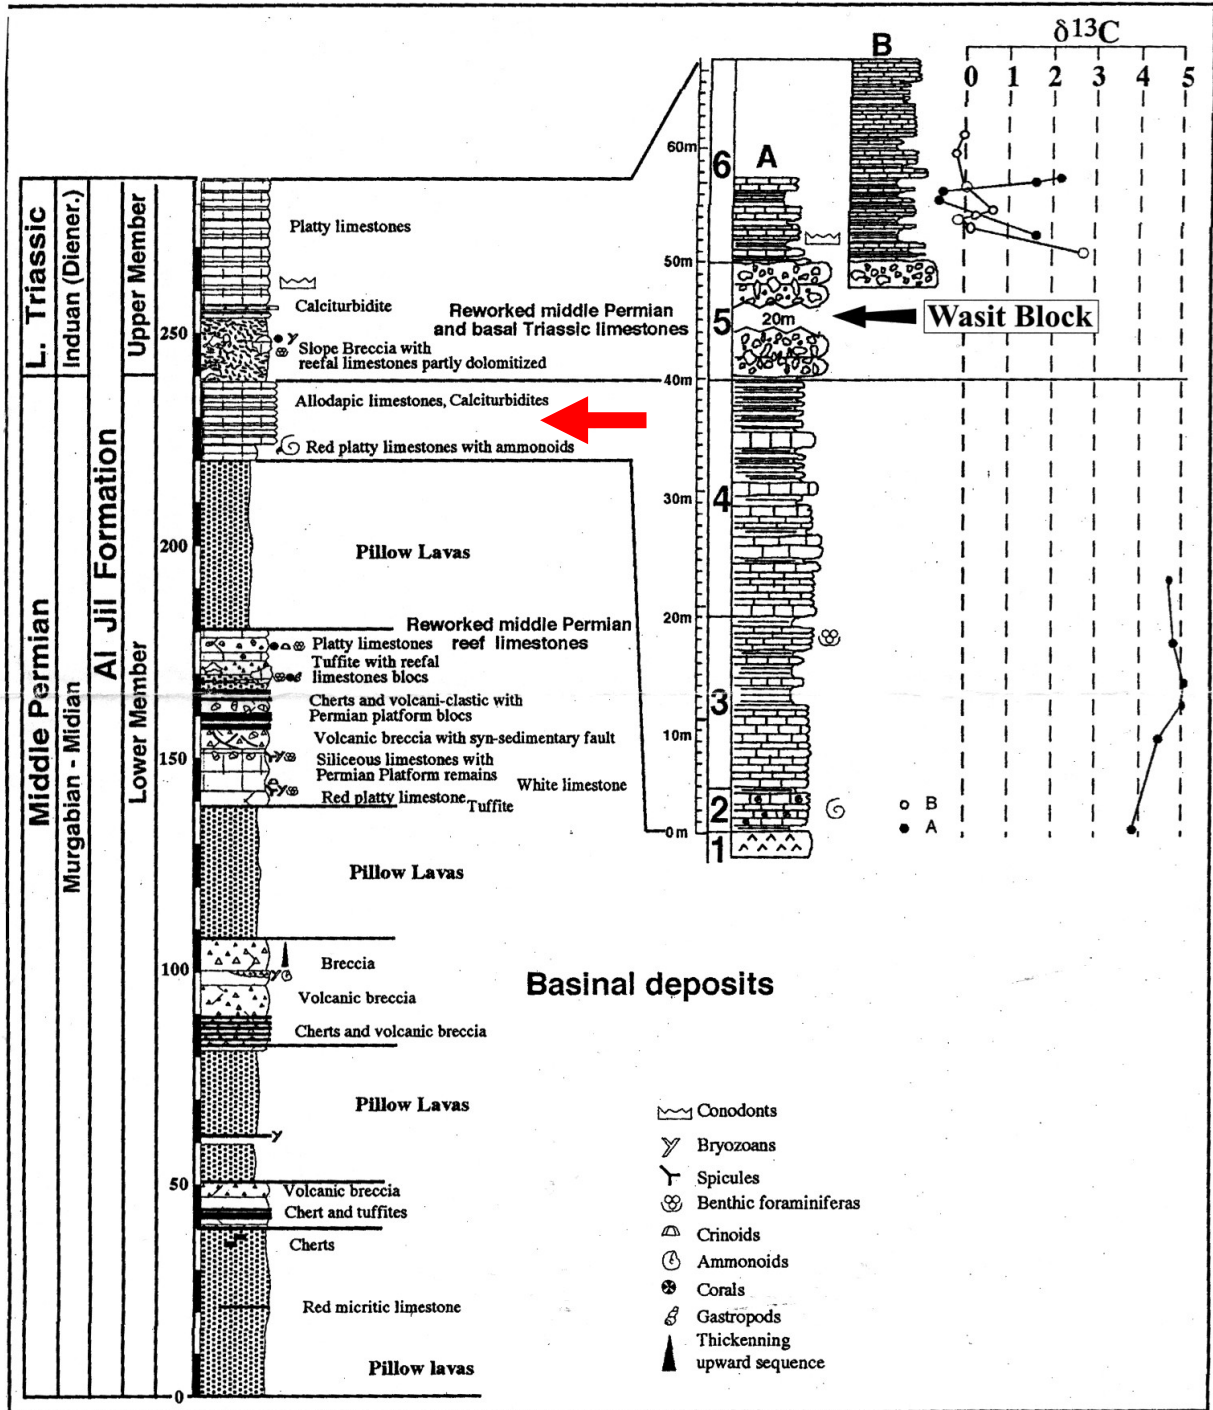 δ13C
0 1 2 3 4 5
B
A
60m
50m
40m
30m
20m
10m
0m
6
5
4
3
2
1
20m
Wasit Block
B
A
L. Triassic
Induan (Diener.)
Upper Member
Middle Permian
Murgabian - Midian
Al Jil Formation
Lower Member
250
200
150
100
50
0
Platty limestones
Calciturbidite
Reworked middle Permian
and basal Triassic limestones
Slope Breccia with
reefal limestones partly dolomitized
Allodapic limestones, Calciturbidites
Red platty limestones with ammonoids
Pillow Lavas
Reworked middle Permian
reef limestones
Platty limestones
Tuffite with reefal
limestones blocs
Cherts and volcani-clastic with
Permian platform blocs
Volcanic breccia with syn-sedimentary fault
Siliceous limestones with
Permian Platform remains
White limestone
Red platty limestone
Tuffite
Pillow Lavas
Breccia
Volcanic breccia
Cherts and volcanic breccia
Basinal deposits
Pillow Lavas
Volcanic breccia
Chert and tuffites
Cherts
Red micritic limestone
Pillow lavas
Conodonts
Bryozoans
Spicules
Benthic foraminiferas
Crinoids
Ammonoids
Corals
Gastropods
Thickenning
upward sequence